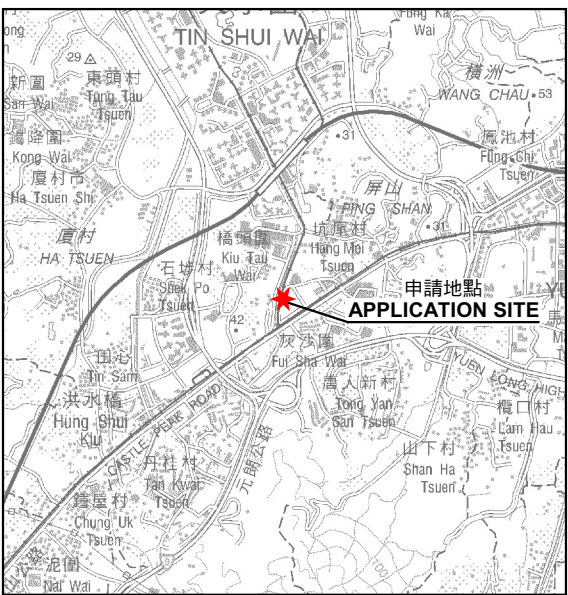 Fung Ka
Wai
TIN SHUI WAI
29
東頭村
Tung Tau
Tsuen
新圍
San Wai
橫洲
WANG CHAU
53
31
Kong Wai
鳳池村
Fung Chi
Tsuen
廈村市
Ha Tsuen Shi
屏山
PING SHAN
31
坑尾村
Hang Mei
Tsuen
廈村
HA TSUEN
橋頭圍
Kiu Tau
Wai
石埗村
Shek Po
Tsuen
申請地點
APPLICATION SITE
42
灰沙圍
Fui Sha Wai
田心
Tin Sam
YUEN LONG HIGH
唐人新村
Tong Yan
San Tsuen
洪水橋
Hung Shui
Kiu
CASTLE PEAK ROAD
欖口村
Lam Hau
Tsuen
山下村
Shan Ha
Tsuen
丹桂村
Tan Kwai
Tsuen
元朗公路
鍾屋村
Chung Uk
Tsuen
泥圍
Nai Wai
100